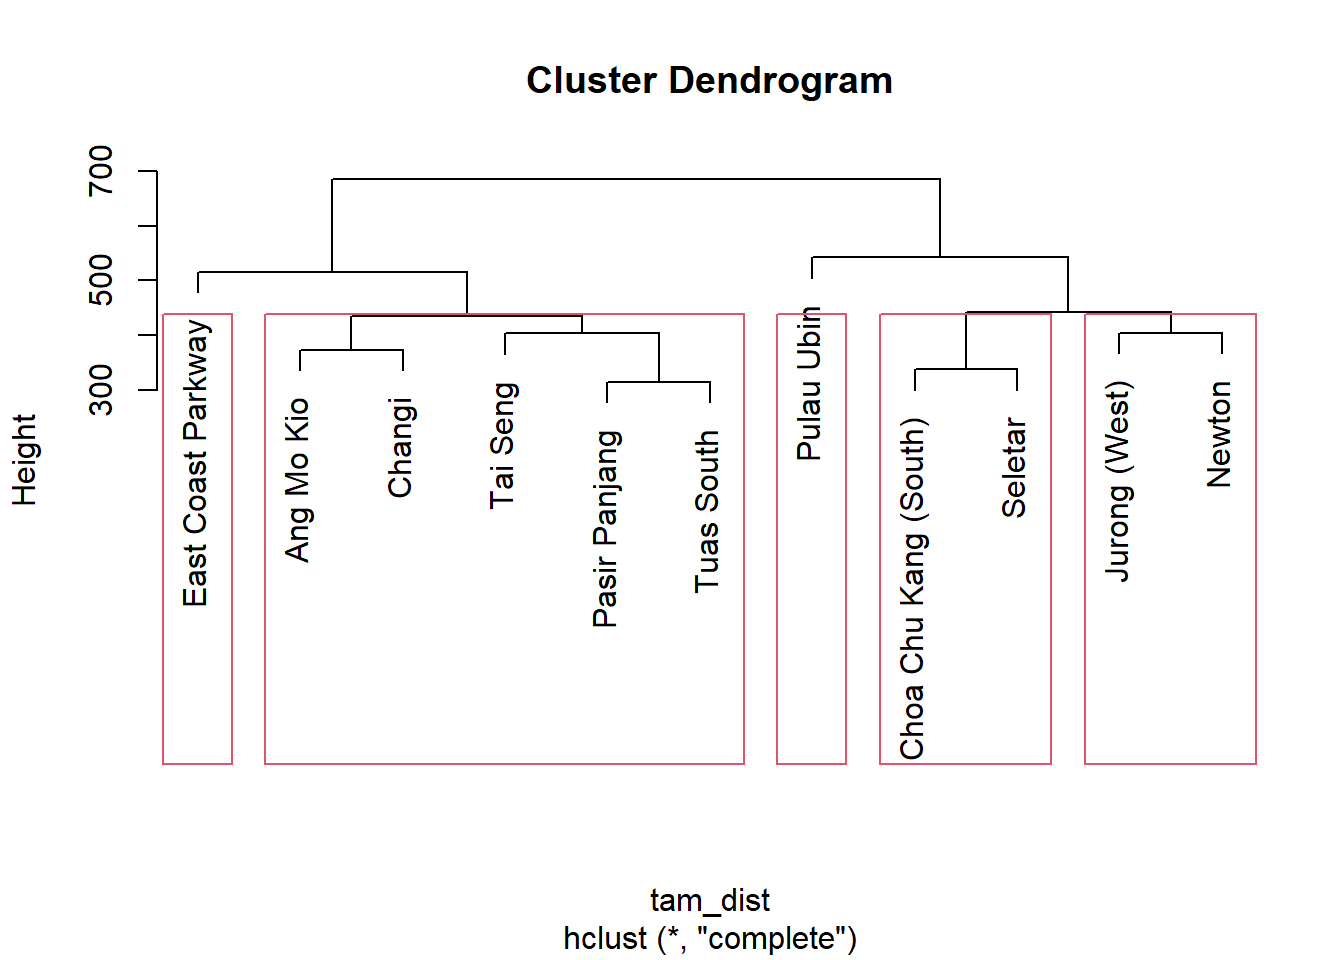 Cluster Dendrogram
700
500
300
Height
East Coast Parkway
Ang Mo Kio
Changi
Tai Seng
Pasir Panjang
Tuas South
Pulau Ubin
Choa Chu Kang (South)
Seletar
Jurong (West)
Newton
tam_dist
hclust (*, "complete")